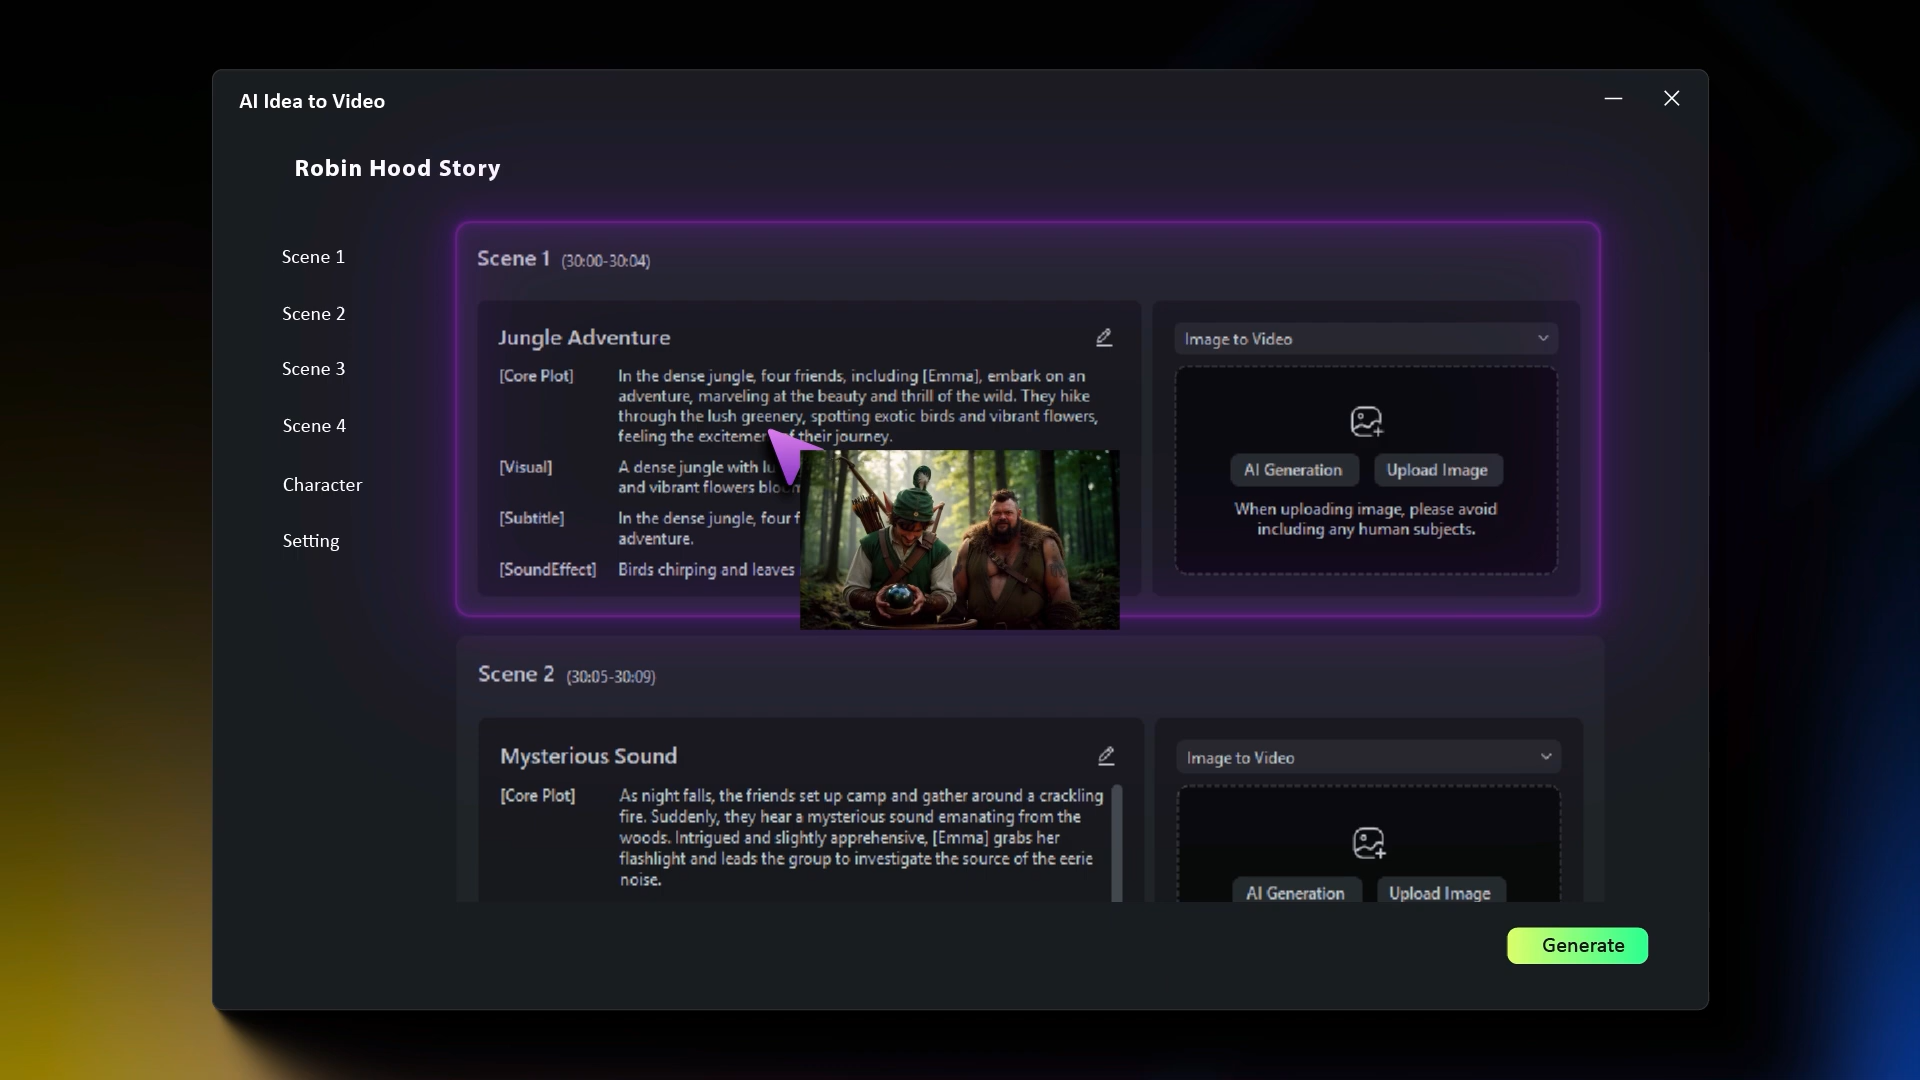 AI Idea to Video
Robin Hood Story
Scene 1
Scene 2
Scene 3
Scene 4
Character
Setting
Scene 1 (30:00-30:04)
Jungle Adventure
[Core Plot] In the dense jungle, four friends, including [Emma], embark on an
adventure, marveling at the beauty and thrill of the wild. They hike
through the lush greenery, spotting exotic birds and vibrant flowers,
feeling the their journey.
[Visual] A dense jungle with
and vibrant flowers
[Subtitle] In the dense jungle, four
adventure.
[SoundEffect] Birds chirping and leaves
Image to Video
AI Generation Upload Image
When uploading image, please avoid
including any human subjects.
Scene 2 (30:05-30:09)
Mysterious Sound
[Core Plot] As night falls, the friends set up camp and gather around a crackling
fire. Suddenly, they hear a mysterious sound emanating from the
woods. Intrigued and slightly apprehensive, [Emma] grabs her
flashlight and leads the group to investigate the source of the eerie
noise.
Image to Video
AI Generation Upload Image
Generate